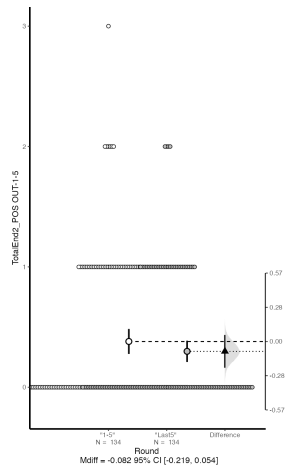 3
2
1
0
TotalEnd2_POS OUT-1-5
0.57
0.28
0.00
-0.28
-0.57
"1-5" "Last5" Difference
N = 134 N = 134
Round
Mdiff = -0.082 95% CI [-0.219, 0.054]